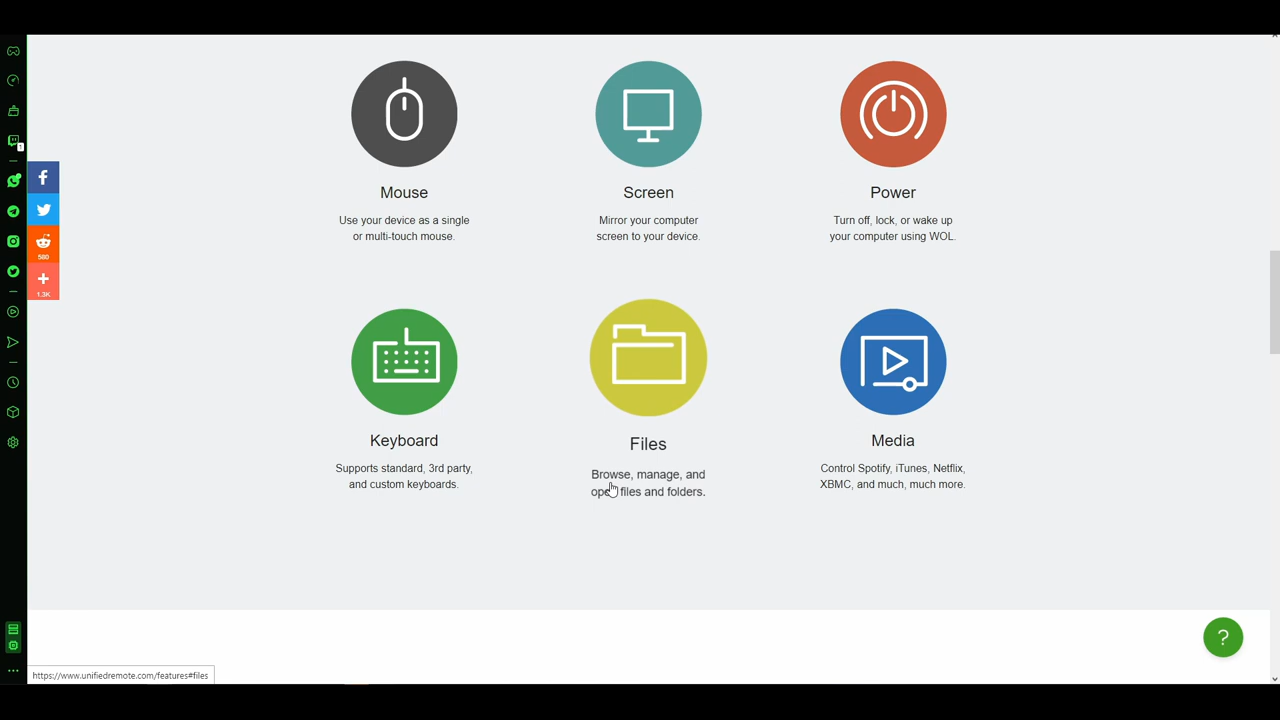 Mouse
Use your device as a single
or multi-touch mouse.
Screen
Mirror your computer
screen to your device.
Power
Turn off, lock, or wake up
your computer using WOL.
1
580
1.3K
Keyboard
Supports standard, 3rd party,
and custom keyboards.
Files
Browse, manage, and
open files and folders.
Media
Control Spotify, iTunes, Netflix,
XBMC, and much, much more.
?
https://www.unifiedremote.com/features#files